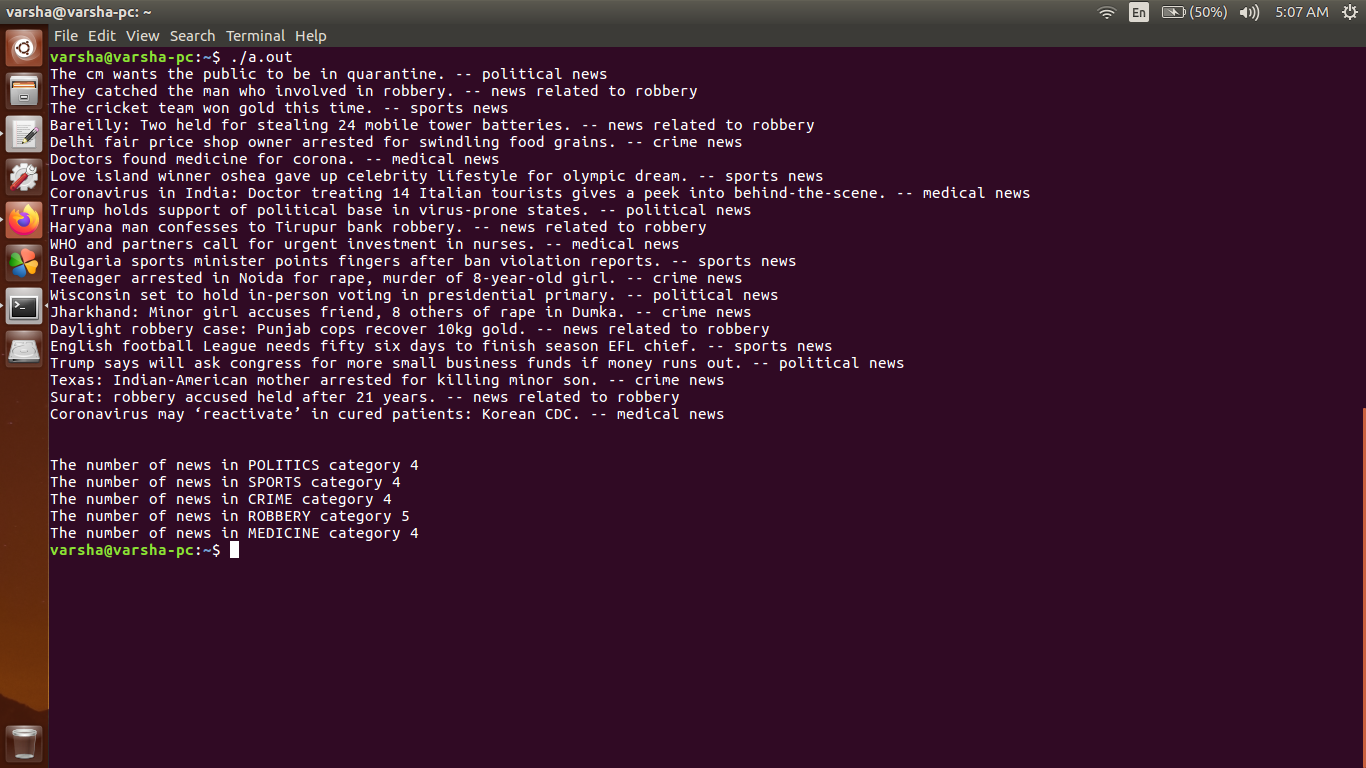 varsha@varsha-pc: ~
En (50%) 5:07 AM
File Edit View Search Terminal Help
varsha@varsha-pc:~$ ./a.out
The cm wants the public to be in quarantine. -- political news
They catched the man who involved in robbery. -- news related to robbery
The cricket team won gold this time. -- sports news
Bareilly: Two held for stealing 24 mobile tower batteries. -- news related to robbery
Delhi fair price shop owner arrested for swindling food grains. -- crime news
Doctors found medicine for corona. -- medical news
Love island winner oshea gave up celebrity lifestyle for olympic dream. -- sports news
Coronavirus in India: Doctor treating 14 Italian tourists gives a peek into behind-the-scene. -- medical news
Trump holds support of political base in virus-prone states. -- political news
Haryana man confesses to Tirupur bank robbery. -- news related to robbery
WHO and partners call for urgent investment in nurses. -- medical news
Bulgaria sports minister points fingers after ban violation reports. -- sports news
Teenager arrested in Noida for rape, murder of 8-year-old girl. -- crime news
Wisconsin set to hold in-person voting in presidential primary. -- political news
Jharkhand: Minor girl accuses friend, 8 others of rape in Dumka. -- crime news
Daylight robbery case: Punjab cops recover 10kg gold. -- news related to robbery
English football League needs fifty six days to finish season EFL chief. -- sports news
Trump says will ask congress for more small business funds if money runs out. -- political news
Texas: Indian-American mother arrested for killing minor son. -- crime news
Surat: robbery accused held after 21 years. -- news related to robbery
Coronavirus may ‘reactivate’ in cured patients: Korean CDC. -- medical news
The number of news in POLITICS category 4
The number of news in SPORTS category 4
The number of news in CRIME category 4
The number of news in ROBBERY category 5
The number of news in MEDICINE category 4
varsha@varsha-pc:~$